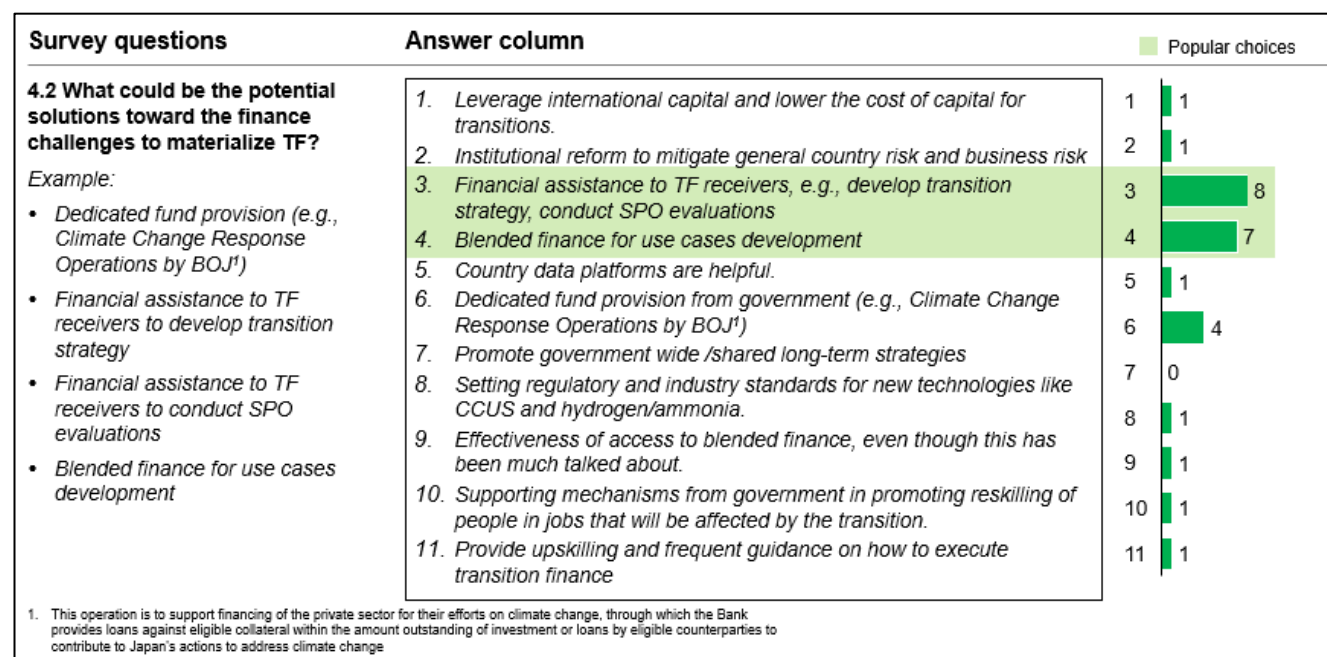 Survey questions
Answer column
Popular choices
4.2 What could be the potential
solutions toward the finance
challenges to materialize TF?
Example:
• Dedicated fund provision (e.g.,
Climate Change Response
Operations by BOJ¹)
• Financial assistance to TF
receivers to develop transition
strategy
• Financial assistance to TF
receivers to conduct SPO
evaluations
• Blended finance for use cases
development
1. Leverage international capital and lower the cost of capital for
transitions.
2. Institutional reform to mitigate general country risk and business risk
3. Financial assistance to TF receivers, e.g., develop transition
strategy, conduct SPO evaluations
4. Blended finance for use cases development
5. Country data platforms are helpful.
6. Dedicated fund provision from government (e.g., Climate Change
Response Operations by BOJ¹)
7. Promote government wide /shared long-term strategies
8. Setting regulatory and industry standards for new technologies like
CCUS and hydrogen/ammonia.
9. Effectiveness of access to blended finance, even though this has
been much talked about.
10. Supporting mechanisms from government in promoting reskilling of
people in jobs that will be affected by the transition.
11. Provide upskilling and frequent guidance on how to execute
transition finance
1 1
2 1
3 8
4 7
5 1
6 4
7 0
8 1
9 1
10 1
11 1
1. This operation is to support financing of the private sector for their efforts on climate change, through which the Bank
provides loans against eligible collateral within the amount outstanding of investment or loans by eligible counterparties to
contribute to Japan's actions to address climate change